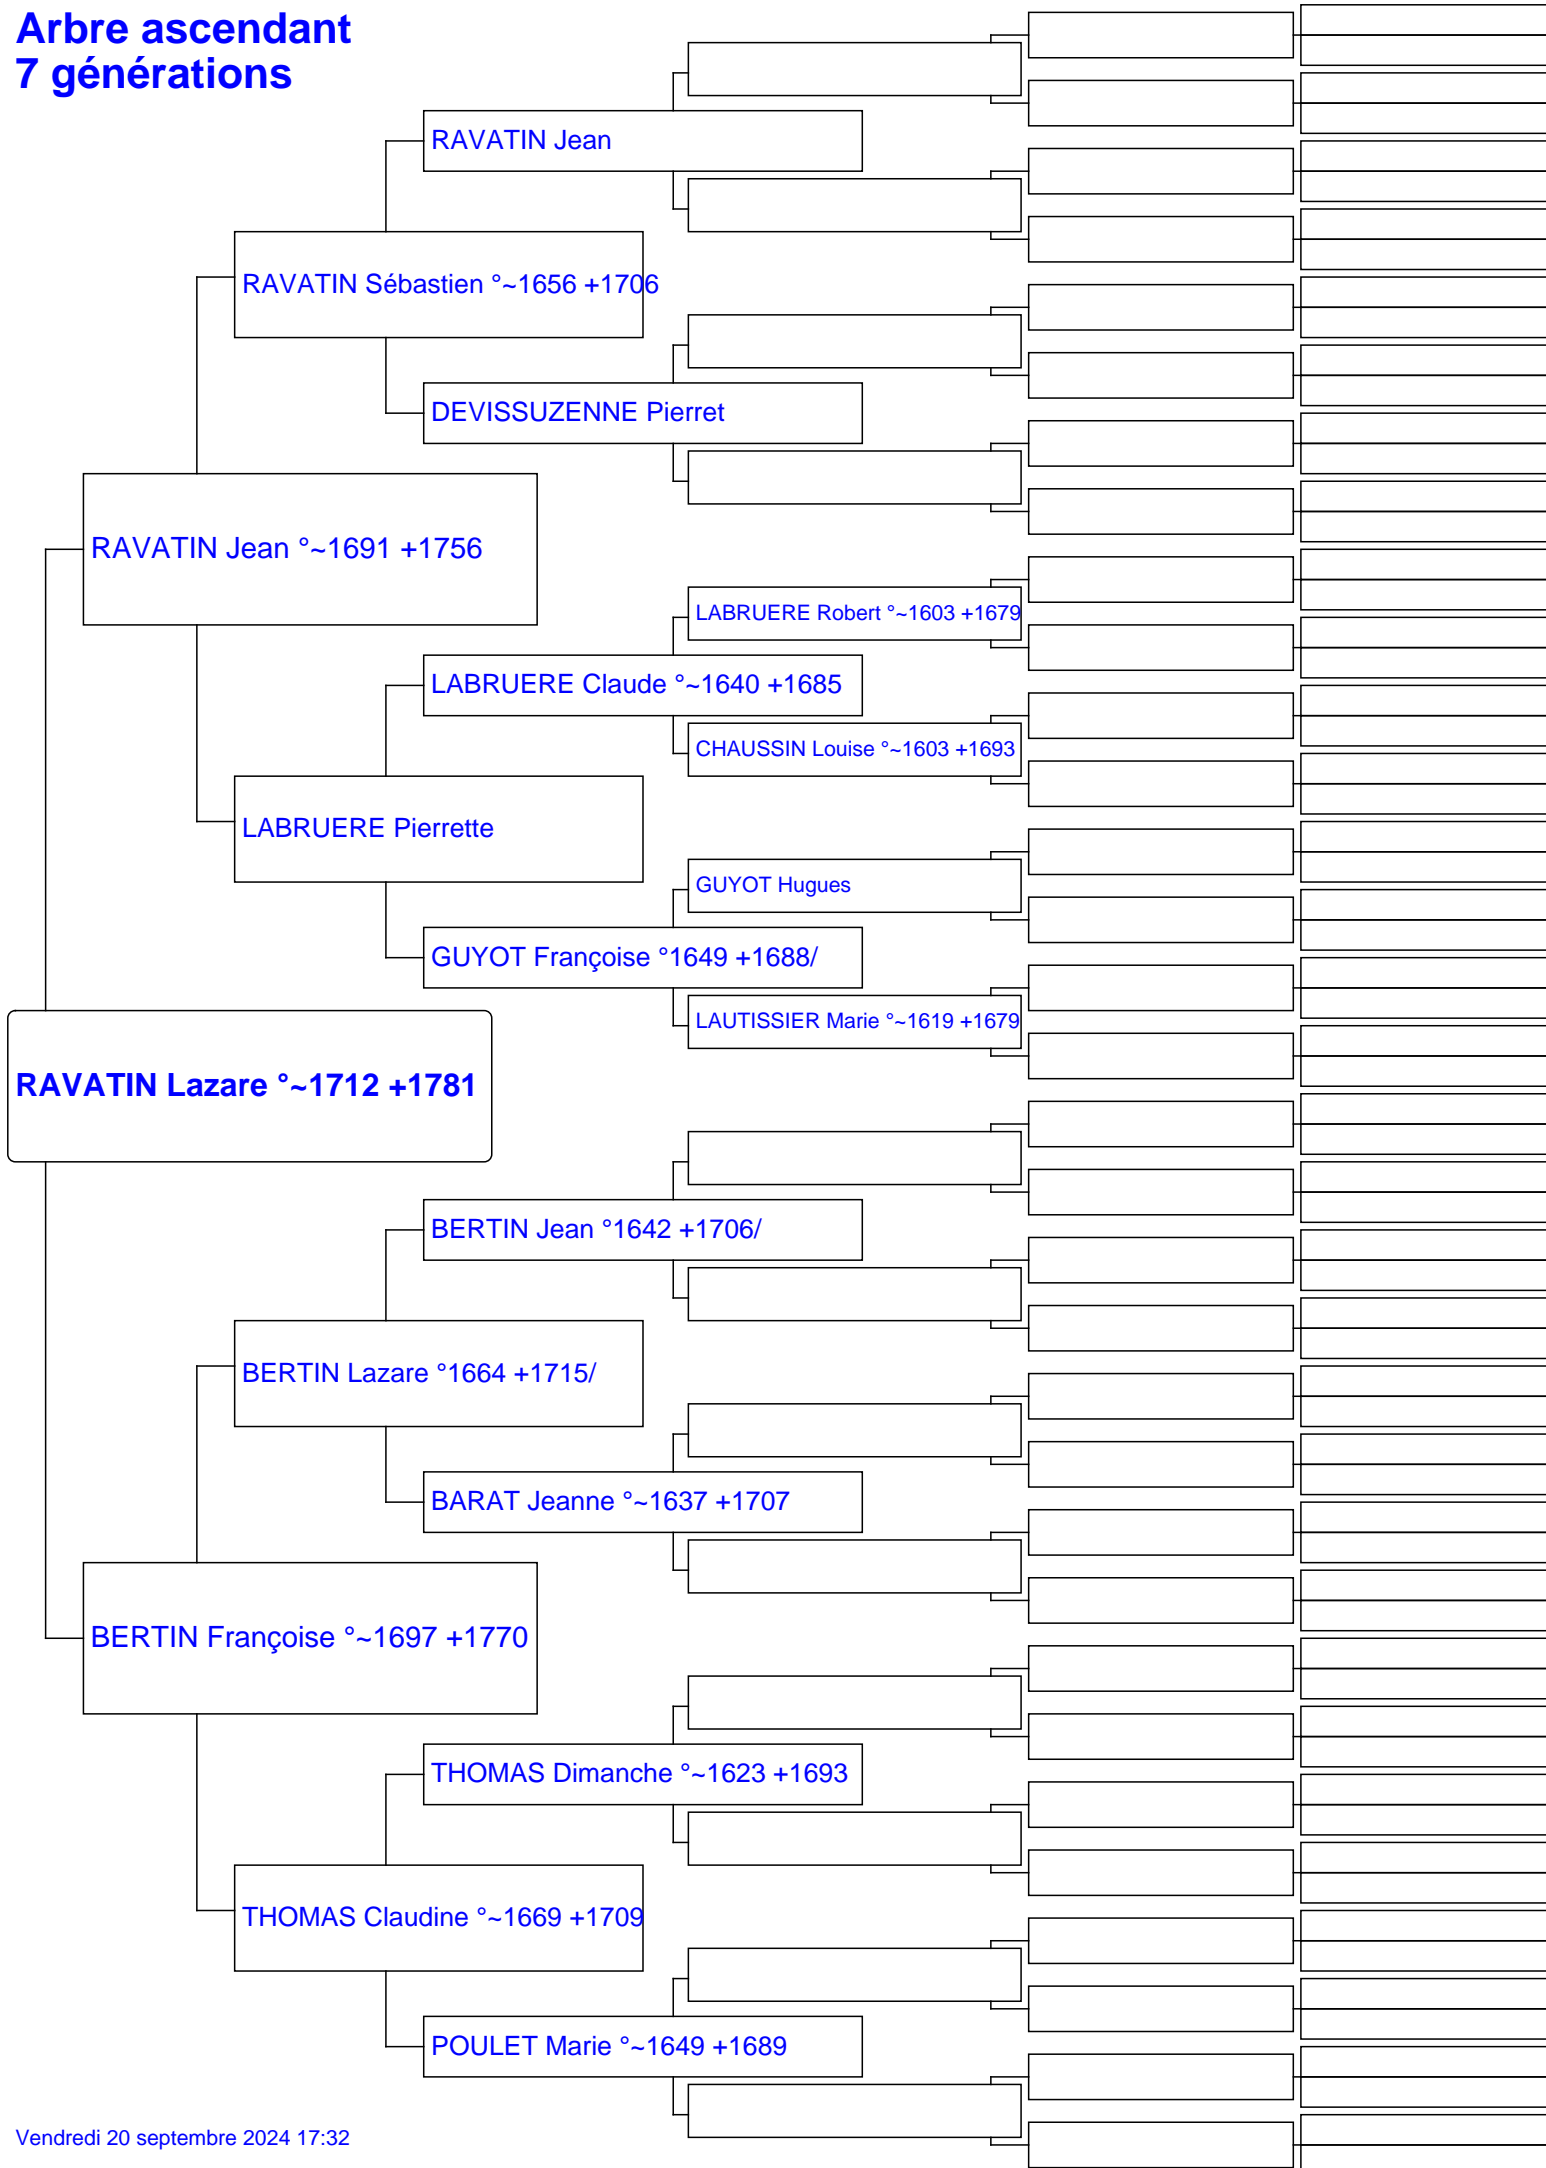 Arbre ascendant
7 générations
RAVATIN Jean
RAVATIN Sébastien °~1656 +1706
DEVISSUZENNE Pierret
RAVATIN Jean °~1691 +1756
LABRUERE Robert °~1603 +1679
LABRUERE Claude °~1640 +1685
CHAUSSIN Louise °~1603 +1693
LABRUERE Pierrette
GUYOT Hugues
GUYOT Françoise °1649 +1688/
LAUTISSIER Marie °~1619 +1679
RAVATIN Lazare °~1712 +1781
BERTIN Jean °1642 +1706/
BERTIN Lazare °1664 +1715/
BARAT Jeanne °~1637 +1707
BERTIN Françoise °~1697 +1770
THOMAS Dimanche °~1623 +1693
THOMAS Claudine °~1669 +1709
POULET Marie °~1649 +1689
Vendredi 20 septembre 2024 17:32